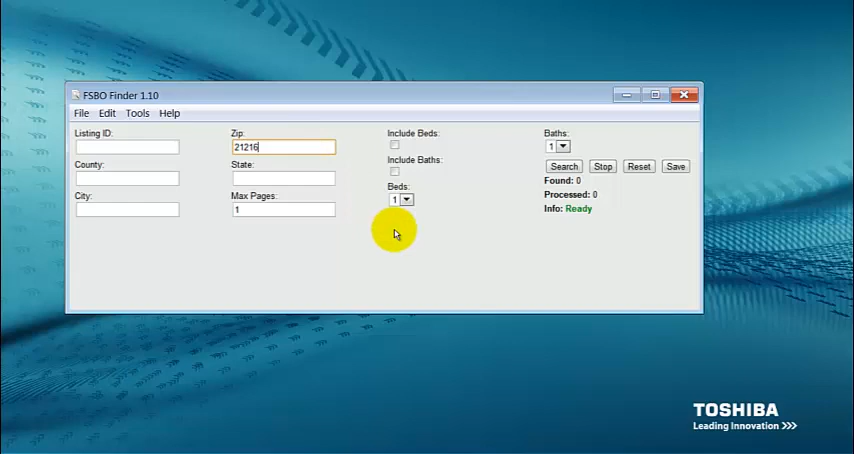 FSBO Finder 1.10
File Edit Tools Help
Listing ID:
Zip:
21216
Include Beds:
Baths:
1
County:
State:
Include Baths:
Search Stop Reset Save
Found: 0
City:
Max Pages:
1
Beds:
1
Processed: 0
Info: Ready
TOSHIBA
Leading Innovation >>>